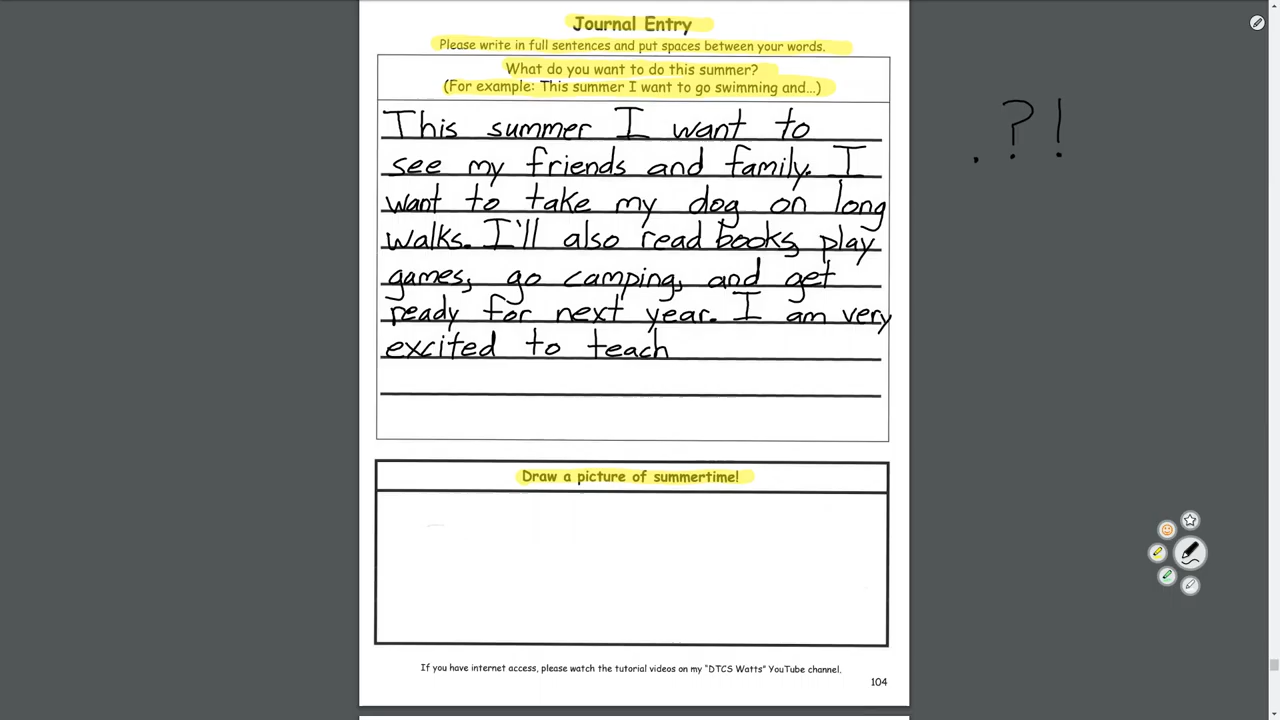 Journal Entry
Please write in full sentences and put spaces between your words.
What do you want to do this summer?
(For example: This summer I want to go swimming and...)
This summer I want to
see my friends and family. I
want to take my dog on long
walks. I'll also read books, play
games, go camping, and get
ready for next year. I am very
excited to teach
. ? !
Draw a picture of summertime!
If you have internet access, please watch the tutorial videos on my "DTCS Watts" YouTube channel.
104